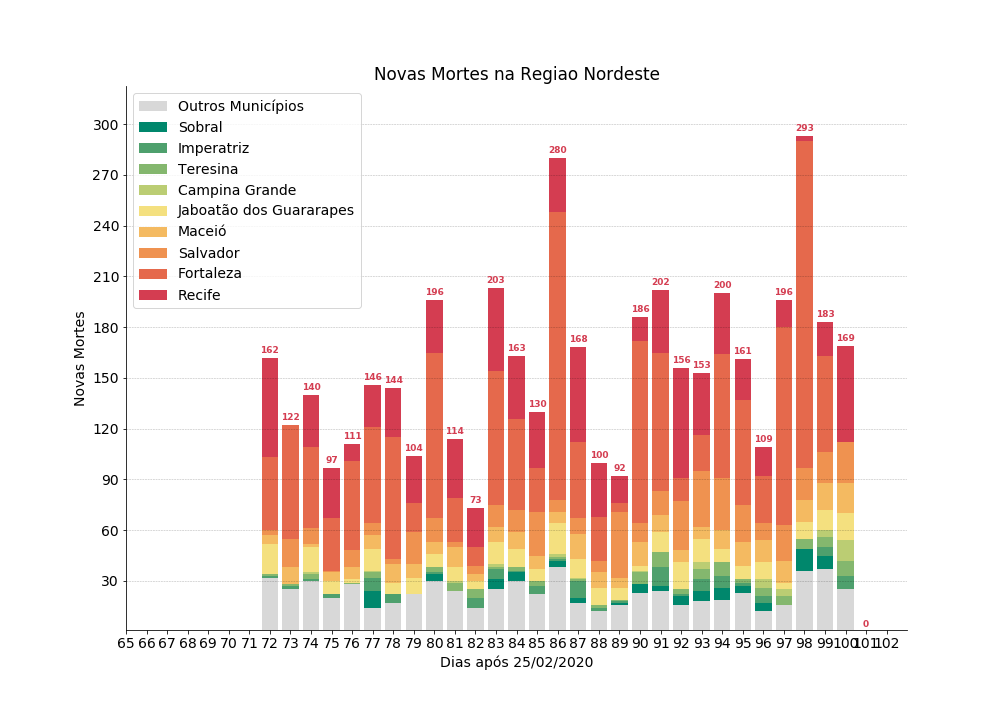 Novas Mortes na Regiao Nordeste
Outros Municípios
Sobral
Imperatriz
Teresina
Campina Grande
Jaboatão dos Guararapes
Maceió
Salvador
Fortaleza
Recife
Novas Mortes
300
270
240
210
180
150
120
90
60
30
162 122 140 97 111 146 144 104 196 114 73 203 163 130 280 168 100 92 186 202 156 153 200 161 109 196 293 183 169 0
65 66 67 68 69 70 71 72 73 74 75 76 77 78 79 80 81 82 83 84 85 86 87 88 89 90 91 92 93 94 95 96 97 98 99 100 101 102
Dias após 25/02/2020